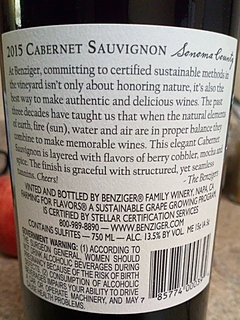 2015 CABERNET SAUVIGNON Sonoma County
At Benziger, committing to certified sustainable methods in
the vineyard isn't only about honoring nature, it's also the
best way to make authentic and delicious wines. The past
three decades have taught us that when the natural elements
of earth, fire (sun), water and air are in proper balance they
combine to make memorable wines. This elegant Cabernet
Sauvignon is layered with flavors of berry cobbler, mocha and
spice. The finish is graceful with structured, yet seamless
tannins. Cheers! - The Benzigers
VINTED AND BOTTLED BY BENZIGER® FAMILY WINERY, NAPA, CA
FARMING FOR FLAVORS® A SUSTAINABLE GRAPE GROWING PROGRAM
IS CERTIFIED BY STELLAR CERTIFICATION SERVICES
800-989-8890 — WWW.BENZIGER.COM
CONTAINS SULFITES — 750 ML — ALC. 13.5% BY VOL ME 15¢
GOVERNMENT WARNING: (1) ACCORDING TO
THE SURGEON GENERAL, WOMEN SHOULD
NOT DRINK ALCOHOLIC BEVERAGES DURING
PREGNANCY BECAUSE OF THE RISK OF BIRTH
CONSUMPTION OF ALCOHOLIC
IMPAIRS YOUR ABILITY TO DRIVE
OPERATE MACHINERY, AND MAY
HEALTH PROBLEMS.
7 85774